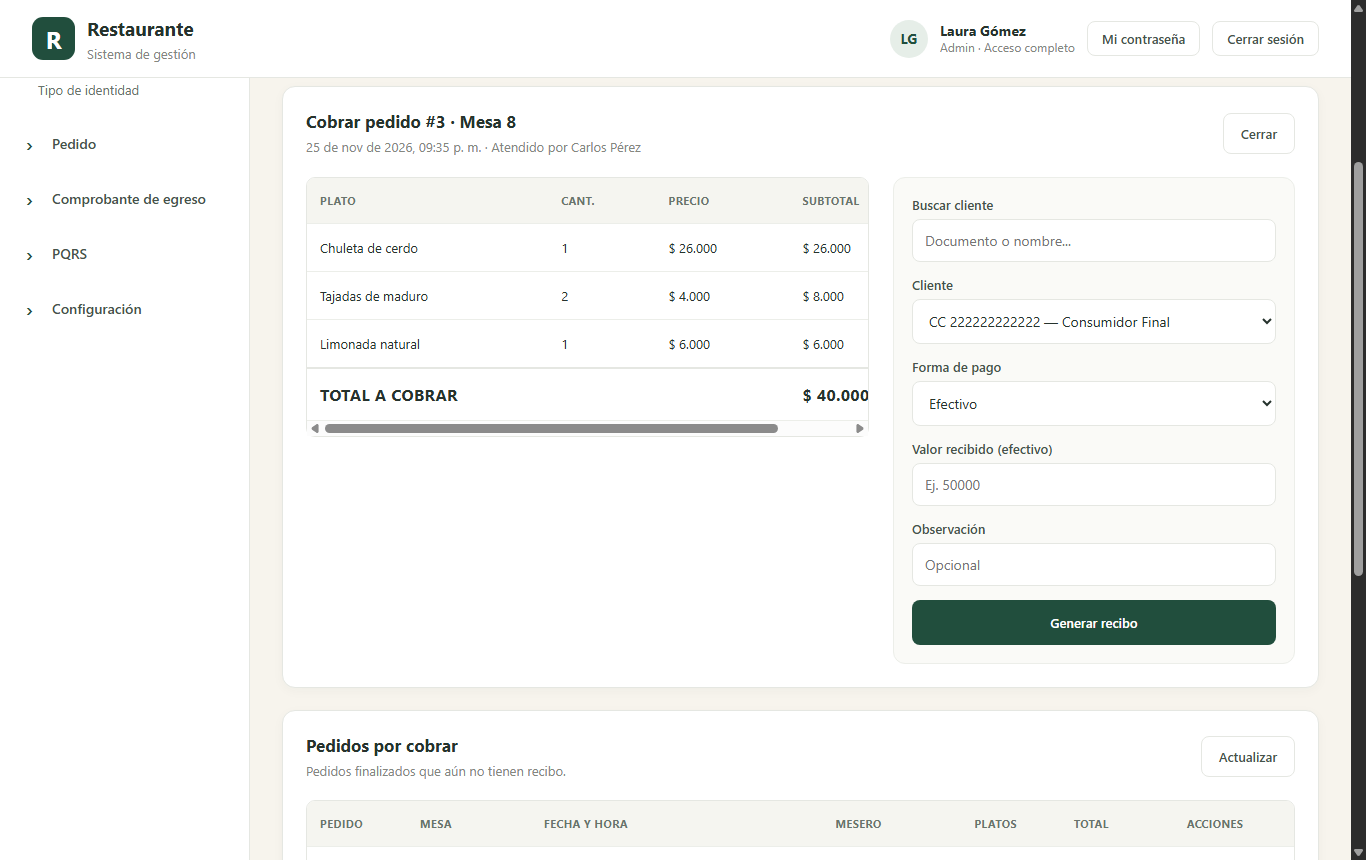 R
Restaurante
Sistema de gestión
LG
Laura Gómez
Admin · Acceso completo
Mi contraseña
Cerrar sesión
Tipo de identidad
Pedido
Comprobante de egreso
PQRS
Configuración
Cobrar pedido #3 · Mesa 8
25 de nov de 2026, 09:35 p. m. · Atendido por Carlos Pérez
Cerrar
PLATO CANT. PRECIO SUBTOTAL
Chuleta de cerdo 1 $ 26.000 $ 26.000
Tajadas de maduro 2 $ 4.000 $ 8.000
Limonada natural 1 $ 6.000 $ 6.000
TOTAL A COBRAR $ 40.000
Buscar cliente
Documento o nombre...
Cliente
CC 222222222222 — Consumidor Final
Forma de pago
Efectivo
Valor recibido (efectivo)
Ej. 50000
Observación
Opcional
Generar recibo
Pedidos por cobrar
Pedidos finalizados que aún no tienen recibo.
Actualizar
PEDIDO MESA FECHA Y HORA MESERO PLATOS TOTAL ACCIONES